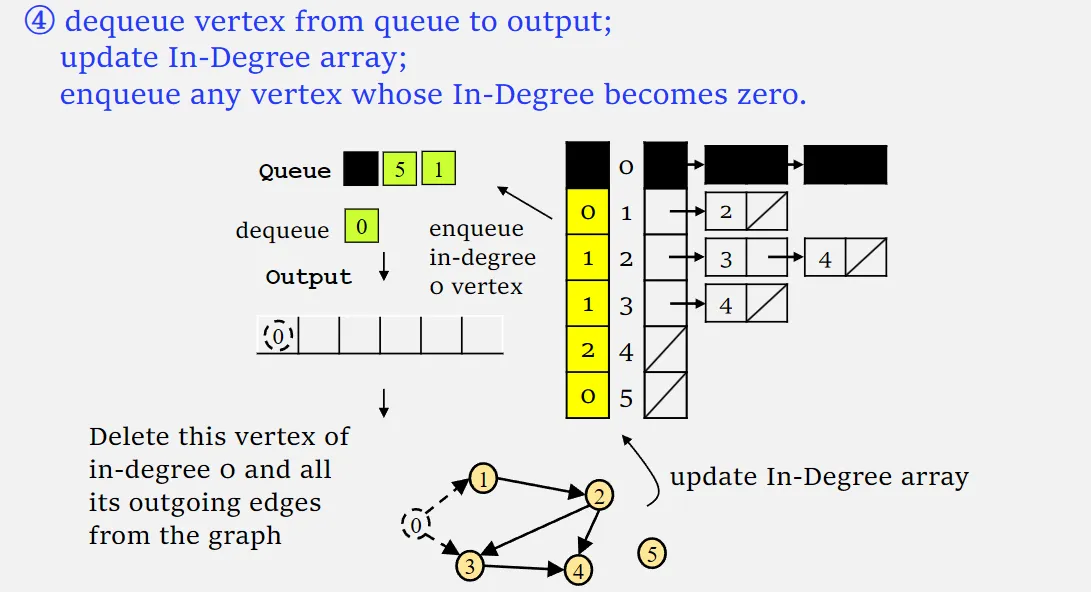 ④ dequeue vertex from queue to output;
update In-Degree array;
enqueue any vertex whose In-Degree becomes zero.
Queue 5 1
dequeue 0
enqueue
in-degree
0 vertex
Output
0
0
0 1 2
1 2 3 4
1 3 4
2 4
0 5
Delete this vertex of
in-degree 0 and all
its outgoing edges
from the graph
update In-Degree array
1
2
0
3
4
5